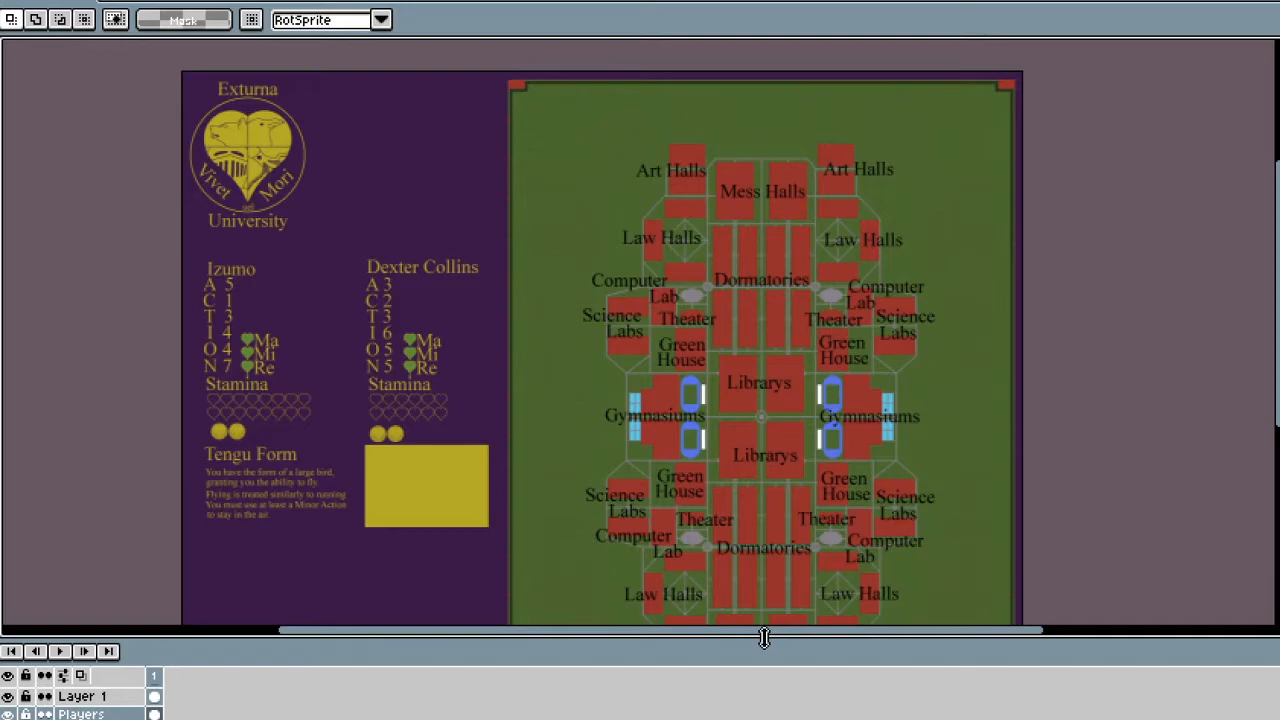 Mask
RotSprite
Exturna
Vivet
Mori
University
Izumo
A 5
C 1
T 3
I 4
O 4
N 7
Ma
Mi
Re
Stamina
Tengu Form
You have the form of a large bird,
granting you the ability to fly.
Flying is treated similarly to running
You must use at least a Minor Action
to stay in the air.
Dexter Collins
A 3
C 2
T 3
I 6
O 5
N 5
Ma
Mi
Re
Stamina
Art Halls
Art Halls
Mess Halls
Law Halls
Law Halls
Computer
Lab
Dormatories
Computer
Lab
Science
Labs
Theater
Theater
Science
Labs
Green
House
Green
House
Librarys
Gymnasiums
Gymnasiums
Librarys
Green
House
Green
House
Science
Labs
Science
Labs
Theater
Theater
Computer
Lab
Dormatories
Computer
Lab
Law Halls
Law Halls
1
Layer 1
Players